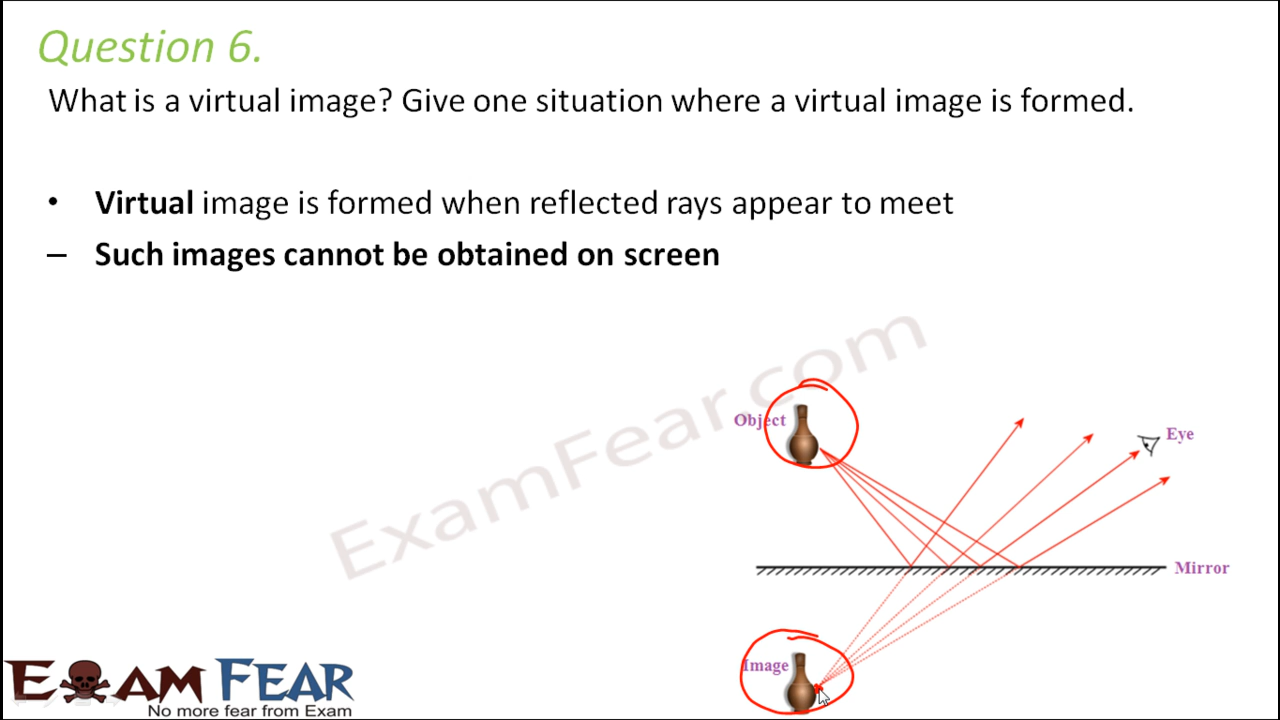 Question 6.
What is a virtual image? Give one situation where a virtual image is formed.
• Virtual image is formed when reflected rays appear to meet
– Such images cannot be obtained on screen
ExamFear.com
Object
Eye
Mirror
Image
EXAM FEAR
No more fear from Exam